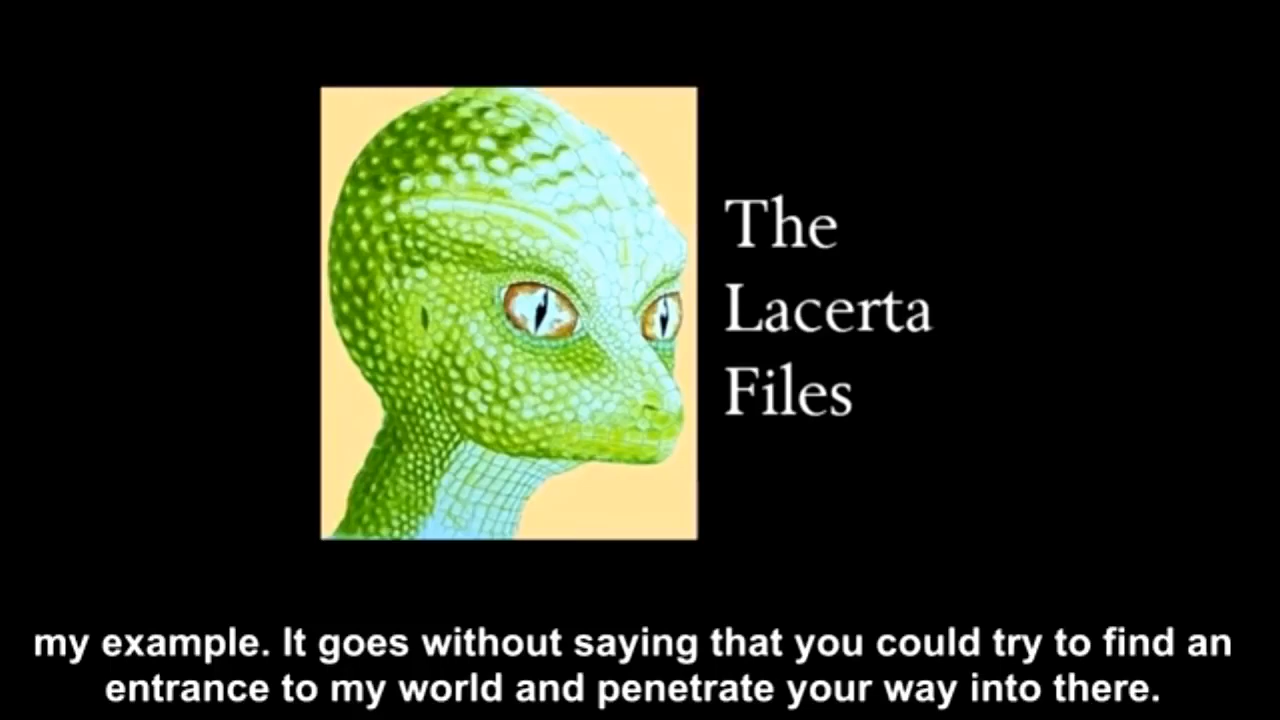 The
Lacerta
Files
my example. It goes without saying that you could try to find an
entrance to my world and penetrate your way into there.